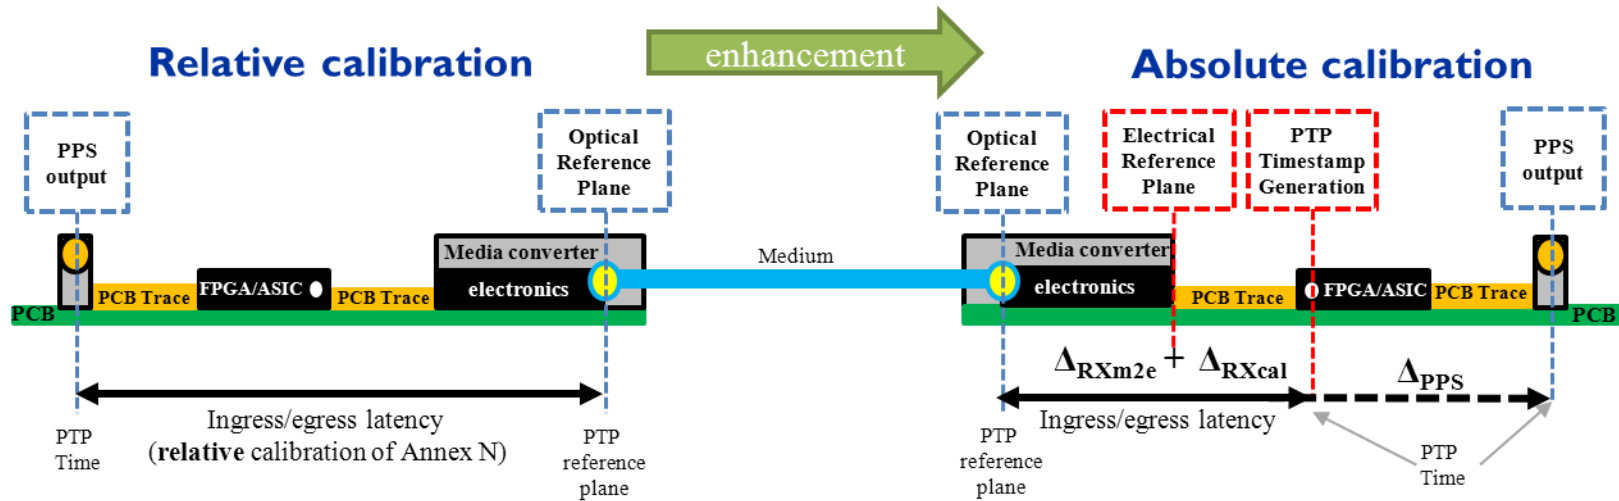 enhancement
Relative calibration
Absolute calibration
PPS
output
Optical
Reference
Plane
Optical
Reference
Plane
Electrical
Reference
Plane
PTP
Timestamp
Generation
PPS
output
Media converter
electronics
Medium
Media converter
electronics
PCB
PCB Trace
FPGA/ASIC
PCB Trace
PCB Trace
FPGA/ASIC
PCB Trace
PCB
Δ_RXm2e + Δ_RXcal
Δ_PPS
Ingress/egress latency
(relative calibration of Annex N)
Ingress/egress latency
PTP
Time
PTP
reference
plane
PTP
reference
plane
PTP
Time